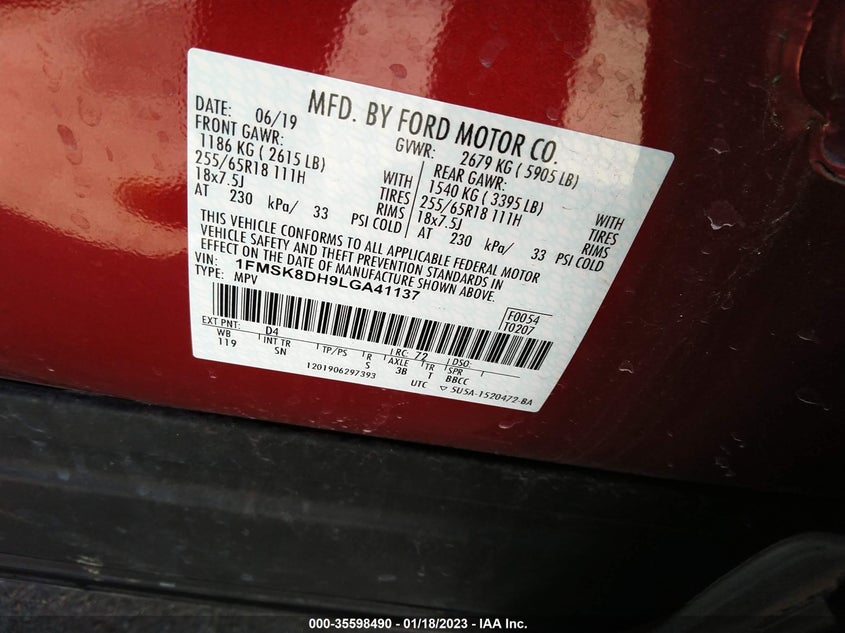 MFD. BY FORD MOTOR CO.
DATE: 06/19 GVWR: 2679 KG ( 5905 LB)
FRONT GAWR: REAR GAWR:
1186 KG ( 2615 LB) WITH 1540 KG ( 3395 LB) WITH
255/65R18 111H TIRES 255/65R18 111H TIRES
18x7.5J RIMS 18x7.5J RIMS
AT 230 kPa/ 33 PSI COLD AT 230 kPa/ 33 PSI COLD
THIS VEHICLE CONFORMS TO ALL APPLICABLE FEDERAL MOTOR
VEHICLE SAFETY AND THEFT PREVENTION STANDARDS IN
EFFECT ON THE DATE OF MANUFACTURE SHOWN ABOVE.
VIN: 1FMSK8DH9LGA41137
TYPE: MPV
F0054
T0207
EXT PNT: D4 RC: 72 DSO:
WB INT TR TP/PS R AXLE TR SPR
119 SN S 3B T BBCC
1201906297393 UTC ▽ 5U5A-1520472-BA
000-35598490 - 01/18/2023 - IAA Inc.